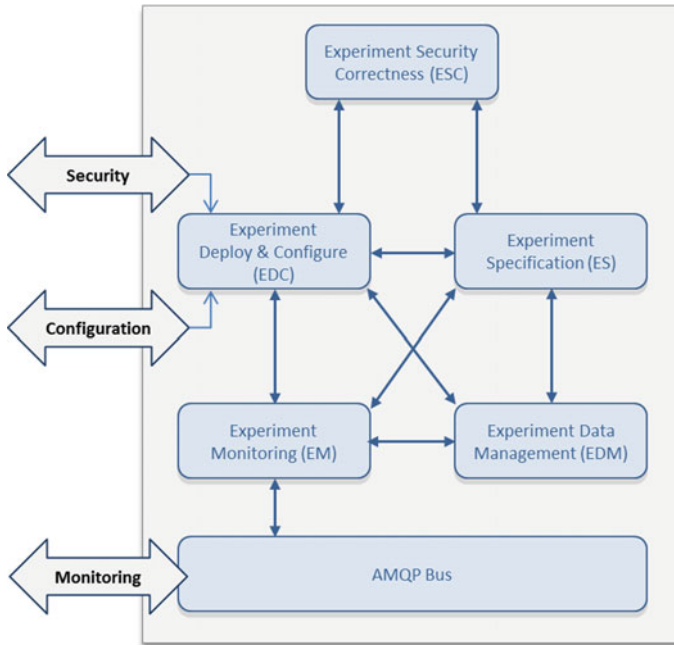 Experiment Security
Correctness (ESC)
Security
Experiment
Deploy & Configure
(EDC)
Experiment
Specification (ES)
Configuration
Experiment
Monitoring (EM)
Experiment Data
Management (EDM)
Monitoring
AMQP Bus